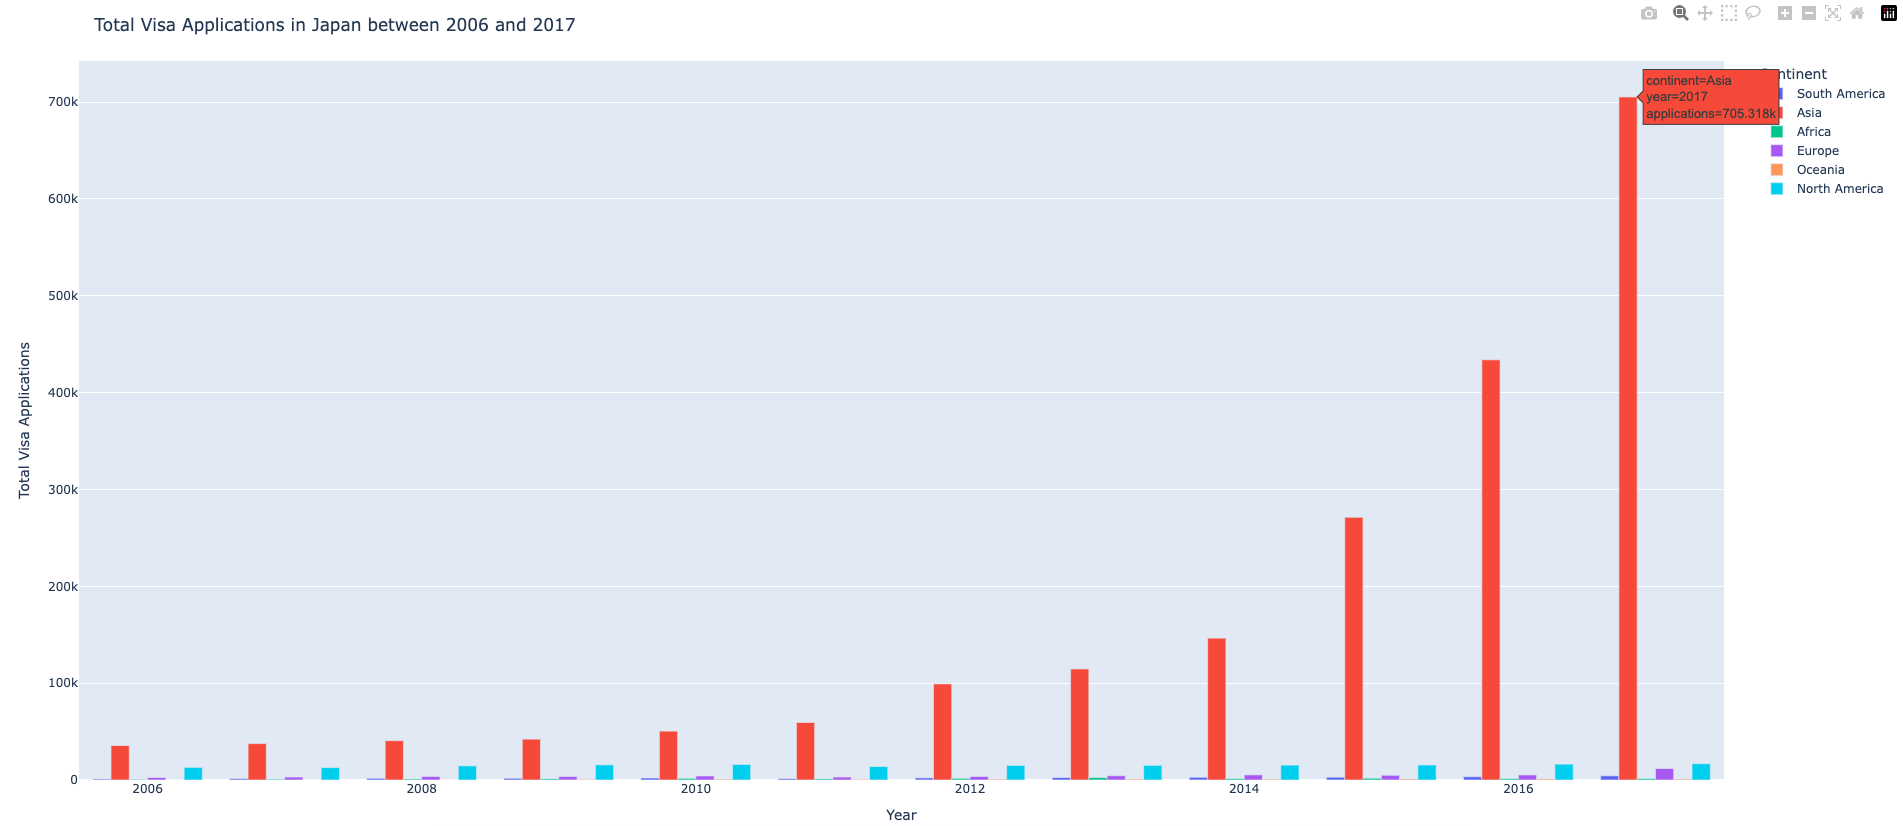 Total Visa Applications in Japan between 2006 and 2017
continent=Asia
year=2017
applications=705.318k
ontinent
South America
Asia
Africa
Europe
Oceania
North America
Total Visa Applications
700k
600k
500k
400k
300k
200k
100k
0
2006
2008
2010
2012
2014
2016
Year